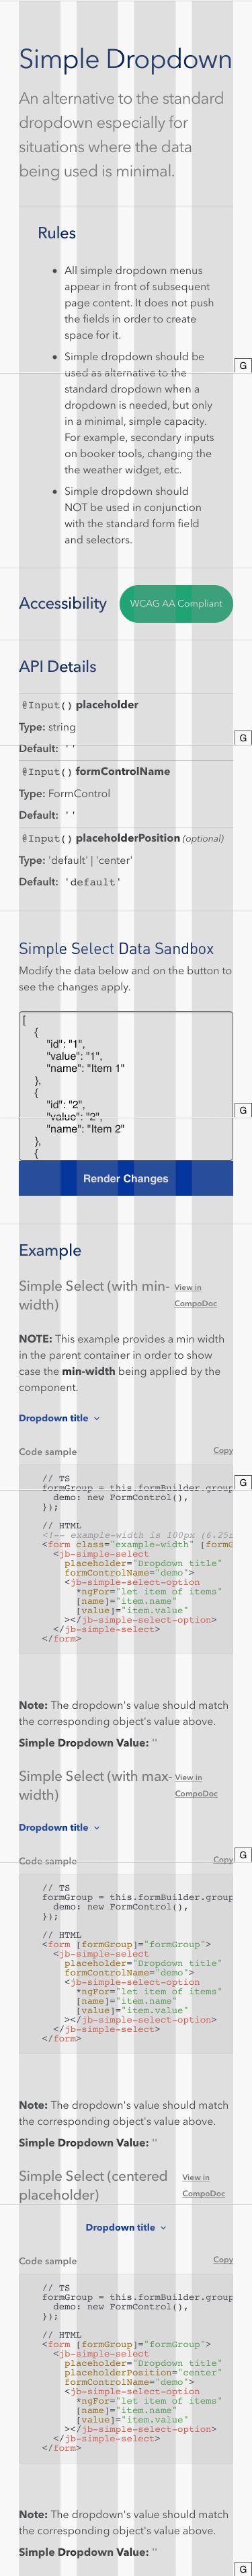 Simple Dropdown
An alternative to the standard
dropdown especially for
situations where the data
being used is minimal.
Rules
All simple dropdown menus
appear in front of subsequent
page content. It does not push
the fields in order to create
space for it.
Simple dropdown should be
G
used as alternative to the
standard dropdown when a
dropdown is needed, but only
in a minimal, simple capacity.
For example, secondary inputs
on booker tools, changing the
the weather widget, etc.
Simple dropdown should
NOT be used in conjunction
with the standard form field
and selectors.
Accessibility WCAG AA Compliant
API Details
@Input() placeholder
Type: string
G
Default: ''
@Input() formControlName
Type: FormControl
Default: ''
@Input() placeholderPosition (optional)
Type: 'default' | 'center'
Default: 'default'
Simple Select Data Sandbox
Modify the data below and on the button to
see the changes apply.
[
{
"id": "1",
"value": "1",
"name": "Item 1"
},
{
"id": "2",
G
"value": "2",
"name": "Item 2"
},
{
Render Changes
Example
Simple Select (with min- View in
width) CompoDoc
NOTE: This example provides a min width
in the parent container in order to show
case the min-width being applied by the
component.
Dropdown title
Code sample Copy
// TS
G
formGroup = this.formBuilder.group
demo: new FormControl(),
});
// HTML
<!-- example-width is 100px (6.25r
<form class="example-width" [formG
<jb-simple-select
placeholder="Dropdown title"
formControlName="demo">
<jb-simple-select-option
*ngFor="let item of items"
[name]="item.name"
[value]="item.value"
></jb-simple-select-option>
</jb-simple-select>
</form>
Note: The dropdown's value should match
the corresponding object's value above.
Simple Dropdown Value: ''
Simple Select (with max- View in
width) CompoDoc
Dropdown title
G
Code sample Copy
// TS
formGroup = this.formBuilder.group
demo: new FormControl(),
});
// HTML
<form [formGroup]="formGroup">
<jb-simple-select
placeholder="Dropdown title"
formControlName="demo">
<jb-simple-select-option
*ngFor="let item of items"
[name]="item.name"
[value]="item.value"
></jb-simple-select-option>
</jb-simple-select>
</form>
Note: The dropdown's value should match
the corresponding object's value above.
Simple Dropdown Value: ''
Simple Select (centered View in
placeholder) CompoDoc
Dropdown title
Code sample Copy
// TS
formGroup = this.formBuilder.group
demo: new FormControl(),
});
// HTML
<form [formGroup]="formGroup">
<jb-simple-select
placeholder="Dropdown title"
placeholderPosition="center"
formControlName="demo">
<jb-simple-select-option
*ngFor="let item of items"
[name]="item.name"
[value]="item.value"
></jb-simple-select-option>
</jb-simple-select>
</form>
Note: The dropdown's value should match
the corresponding object's value above.
Simple Dropdown Value: ''
G